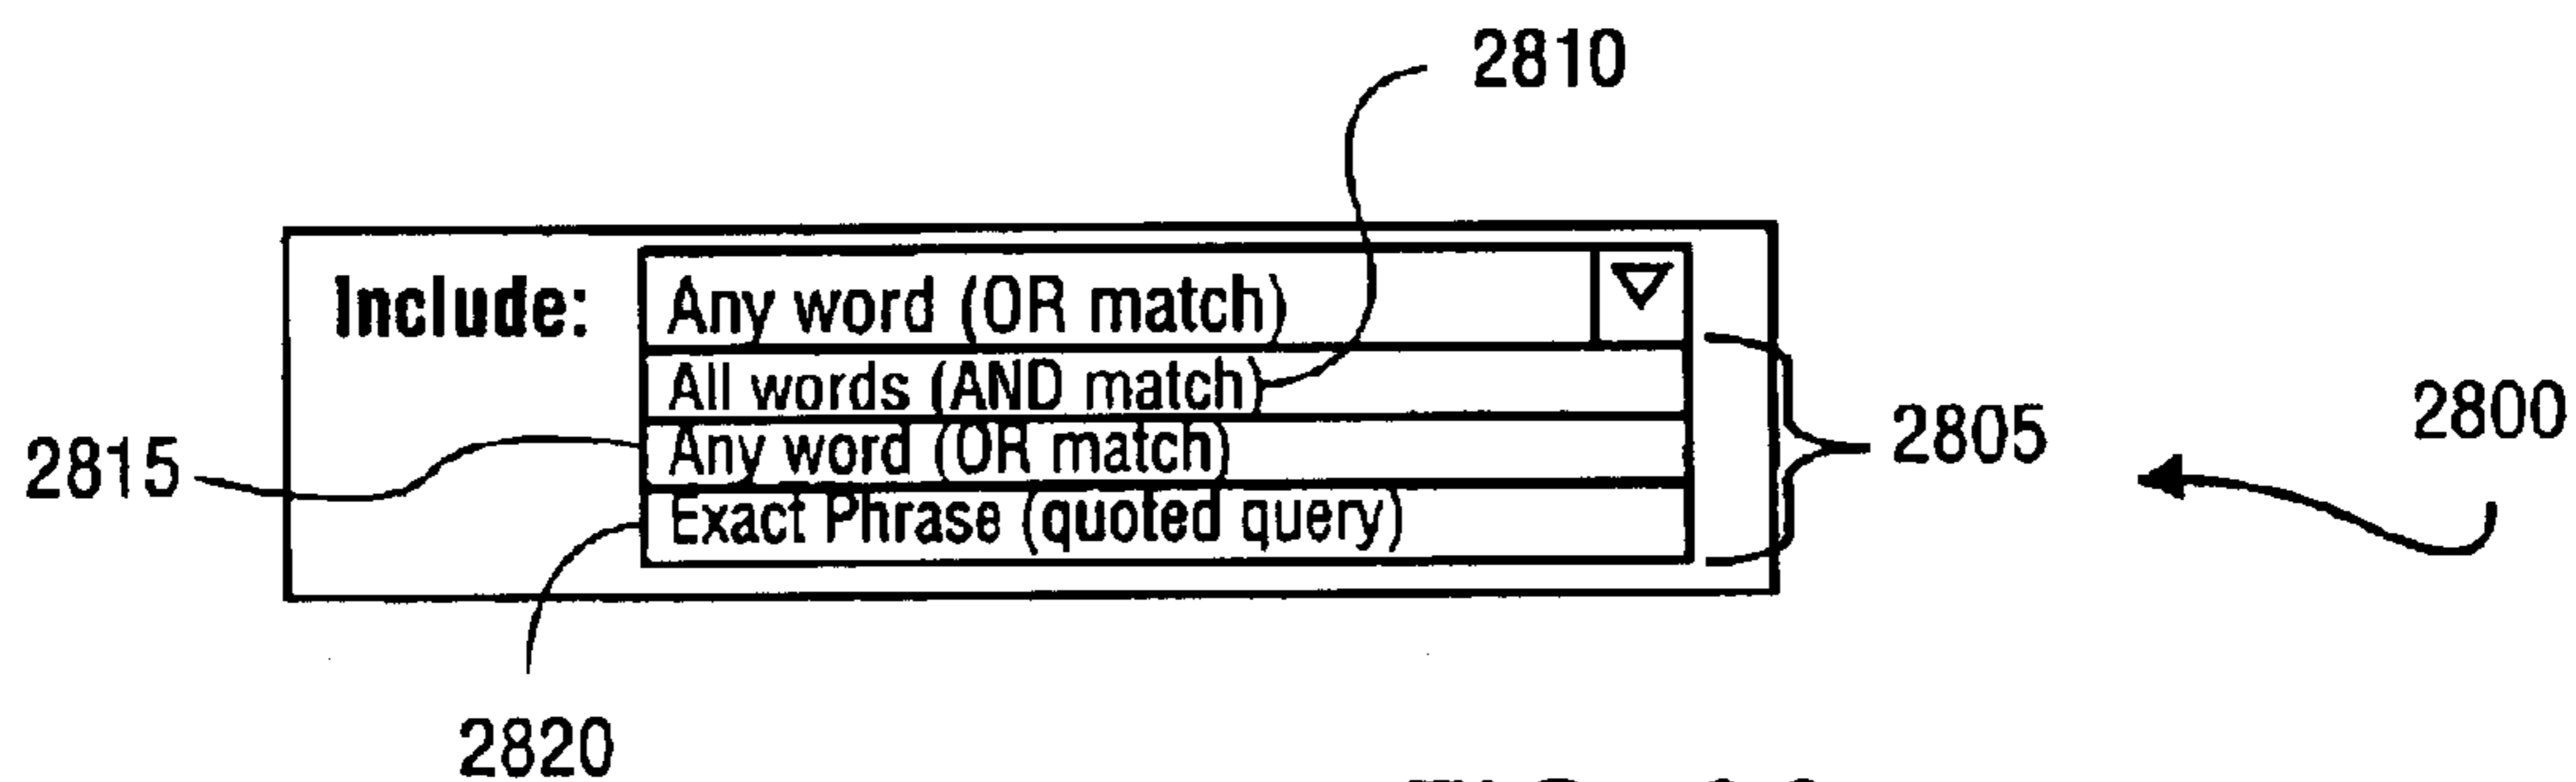 2810
Include: Any word (OR match)
All words (AND match)
2800
2805
2815 Any word (OR match)
Exact Phrase (quoted query)
2820